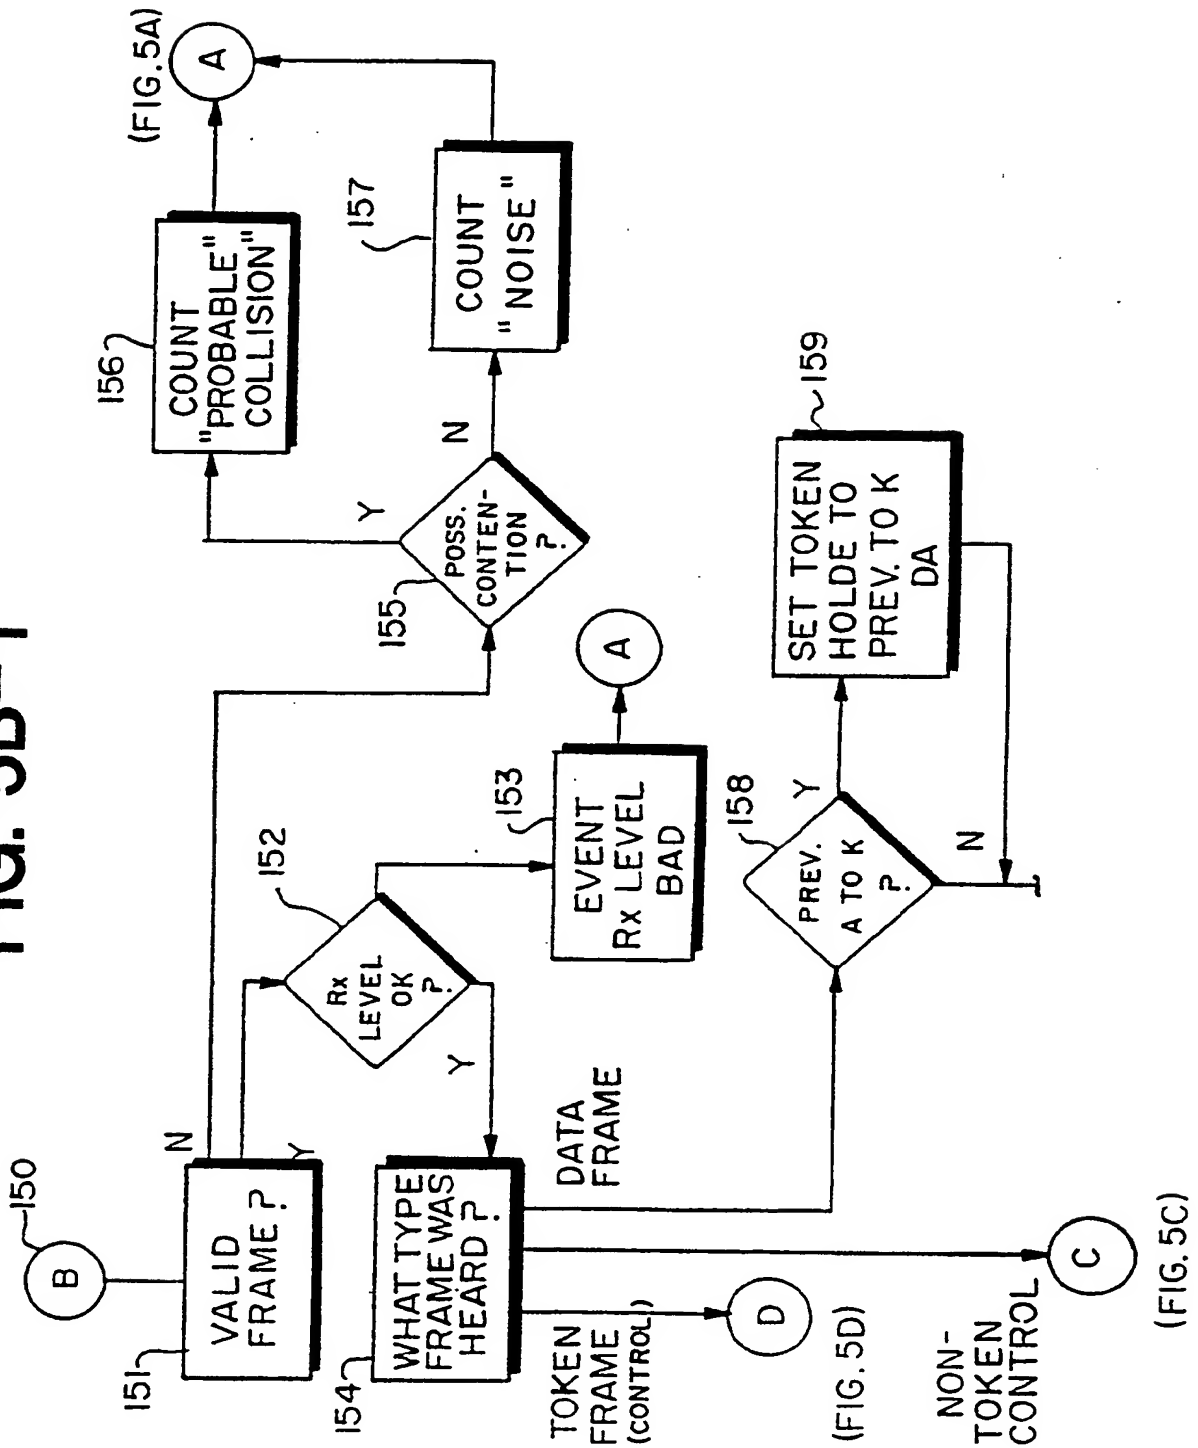 FIG. 5B-1
150
B
151
VALID
FRAME?
N
Y
152
Rx
LEVEL
OK
?
Y
153
EVENT
Rx LEVEL
BAD
A
154
WHAT TYPE
FRAME WAS
HEARD?
TOKEN
FRAME
(CONTROL)
D
(FIG. 5D)
NON-
TOKEN
CONTROL
C
(FIG. 5C)
DATA
FRAME
155
POSS.
CONTEN-
TION
?
Y
N
156
COUNT
"PROBABLE"
COLLISION"
(FIG. 5A)
A
157
COUNT
"NOISE"
158
PREV.
A TO K
?
Y
N
159
SET TOKEN
HOLDE TO
PREV. TO K
DA